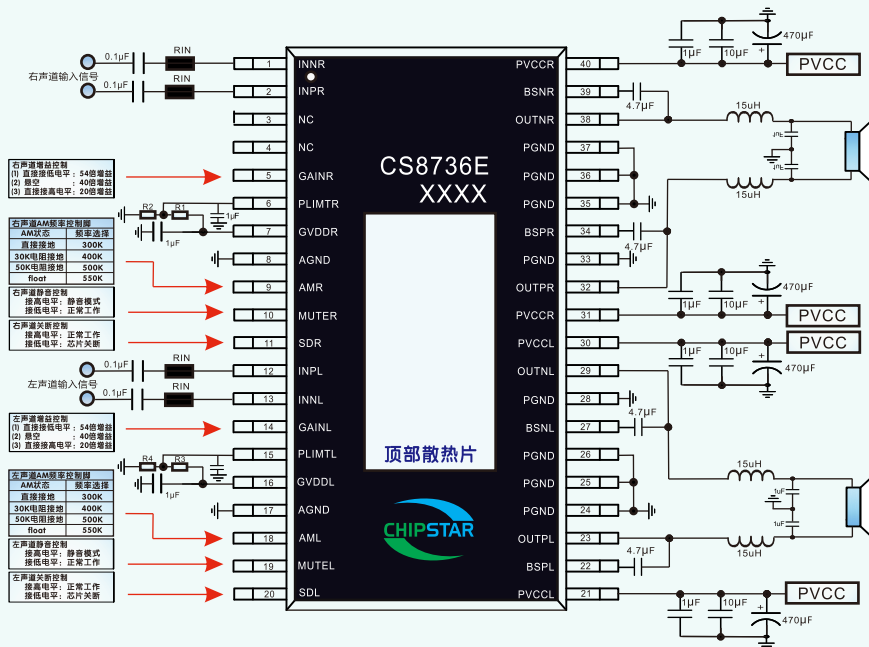 0.1μF
RIN
右声道输入信号
0.1μF
RIN
右声道增益控制
(1) 直接接低电平：54倍增益
(2) 悬空 ：40倍增益
(3) 直接接高电平：20倍增益
R2
R1
1μF
1μF
右声道AM频率控制脚
AM状态 频率选择
直接接地 300K
30K电阻接地 400K
50K电阻接地 500K
float 550K
右声道静音控制
接高电平：静音模式
接低电平：正常工作
右声道关断控制
接高电平：正常工作
接低电平：芯片关断
0.1μF
RIN
左声道输入信号
0.1μF
RIN
左声道增益控制
(1) 直接接低电平：54倍增益
(2) 悬空 ：40倍增益
(3) 直接接高电平：20倍增益
R4
R3
1μF
1μF
左声道AM频率控制脚
AM状态 频率选择
直接接地 300K
30K电阻接地 400K
50K电阻接地 500K
float 550K
左声道静音控制
接高电平：静音模式
接低电平：正常工作
左声道关断控制
接高电平：正常工作
接低电平：芯片关断
1 INNR
2 INPR
3 NC
4 NC
5 GAINR
6 PLIMTR
7 GVDDR
8 AGND
9 AMR
10 MUTER
11 SDR
12 INPL
13 INNL
14 GAINL
15 PLIMTL
16 GVDDL
17 AGND
18 AML
19 MUTEL
20 SDL
CS8736E
XXXX
顶部散热片
CHIPSTAR
PVCCR 40
BSNR 39
OUTNR 38
PGND 37
PGND 36
PGND 35
BSPR 34
PGND 33
OUTPR 32
PVCCR 31
PVCCL 30
OUTNL 29
PGND 28
BSNL 27
PGND 26
PGND 25
PGND 24
OUTPL 23
BSPL 22
PVCCL 21
1μF
10μF
470μF
PVCC
4.7μF
15uH
1uF
1uF
15uH
4.7μF
1μF
10μF
470μF
PVCC
PVCC
1μF
10μF
470μF
4.7μF
15uH
1uF
1uF
15uH
4.7μF
1μF
10μF
470μF
PVCC